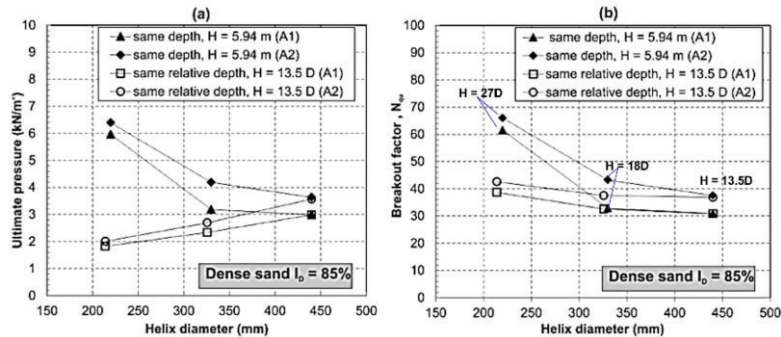 (a)
Ultimate pressure (kN/m²)
10
9
8
7
6
5
4
3
2
1
0
same depth, H = 5.94 m (A1)
same depth, H = 5.94 m (A2)
same relative depth, H = 13.5 D (A1)
same relative depth, H = 13.5 D (A2)
Dense sand I_D = 85%
150 200 250 300 350 400 450 500
Helix diameter (mm)
(b)
Breakout factor , N_qu
100
90
80
70
60
50
40
30
20
10
0
same depth, H = 5.94 m (A1)
same depth, H = 5.94 m (A2)
same relative depth, H = 13.5 D (A1)
same relative depth, H = 13.5 D (A2)
H = 27D
H = 18D
H = 13.5D
Dense sand I_D = 85%
150 200 250 300 350 400 450 500
Helix diameter (mm)